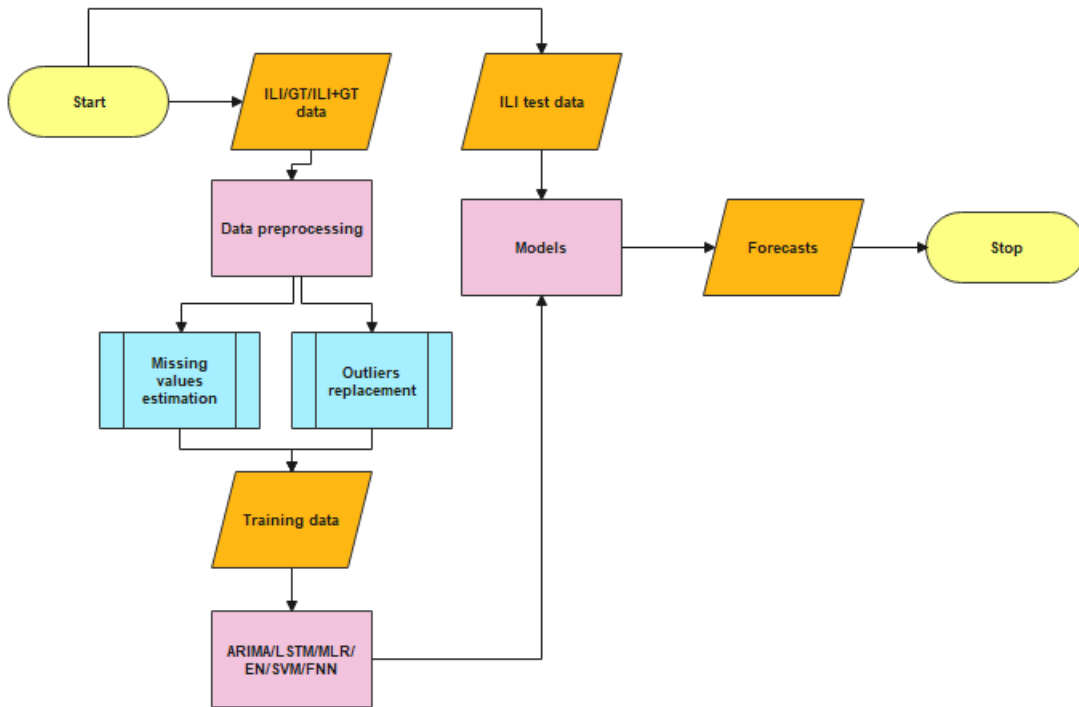 Start
ILI/GT/ILI+GT
data
ILI test data
Data preprocessing
Models
Forecasts
Stop
Missing
values
estimation
Outliers
replacement
Training data
ARIMA/LSTM/MLR/
EN/SVM/FNN